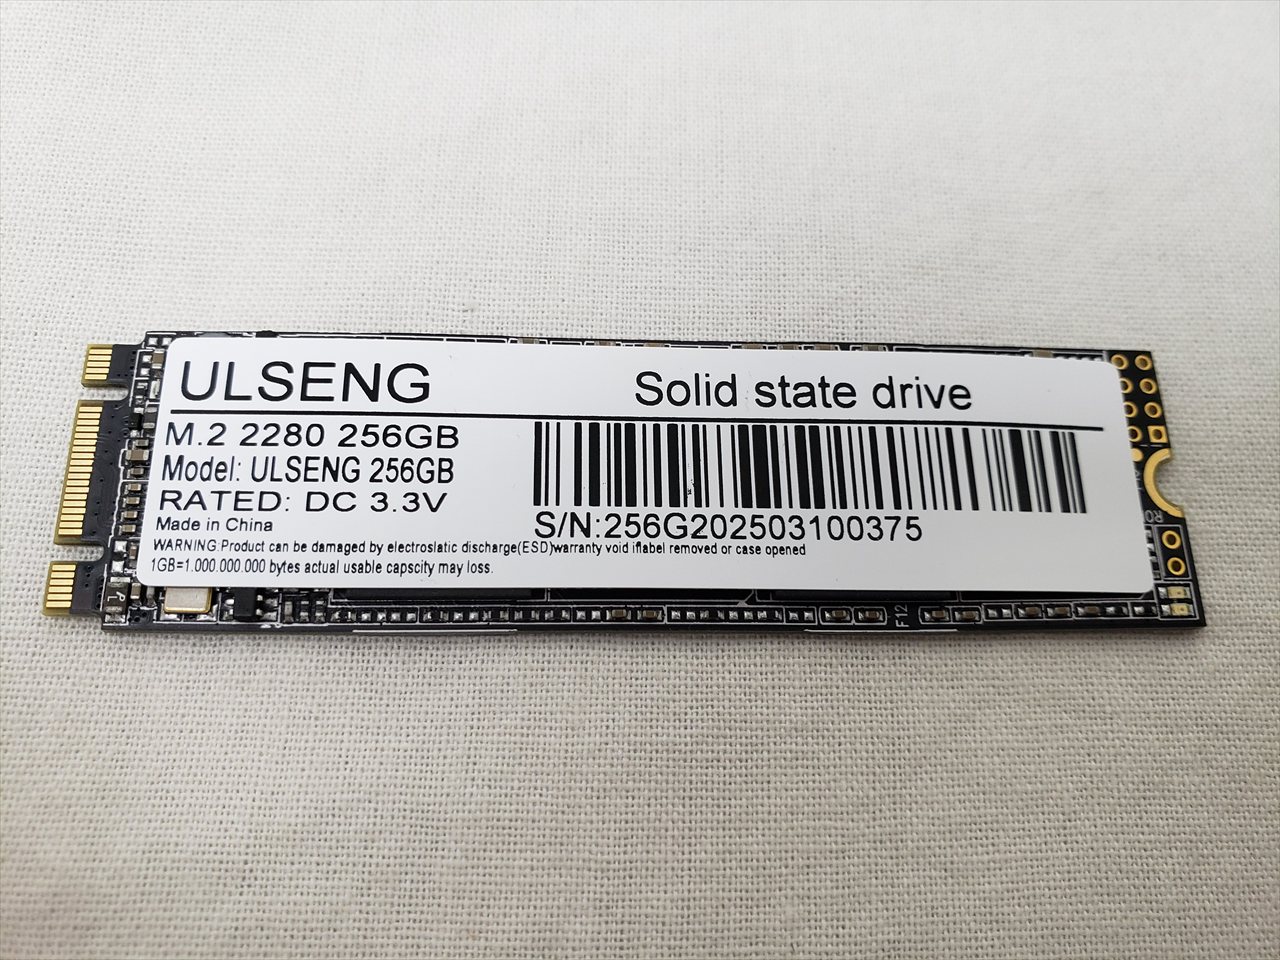 ULSENG
Solid state drive
M.2 2280 256GB
Model: ULSENG 256GB
RATED: DC 3.3V
Made in China
S/N:256G202503100375
WARNING:Product can be damaged by electroslatic discharge(ESD)warranty void iflabel removed or case opened
1GB=1.000.000.000 bytes actual usable capscity may loss.
F12